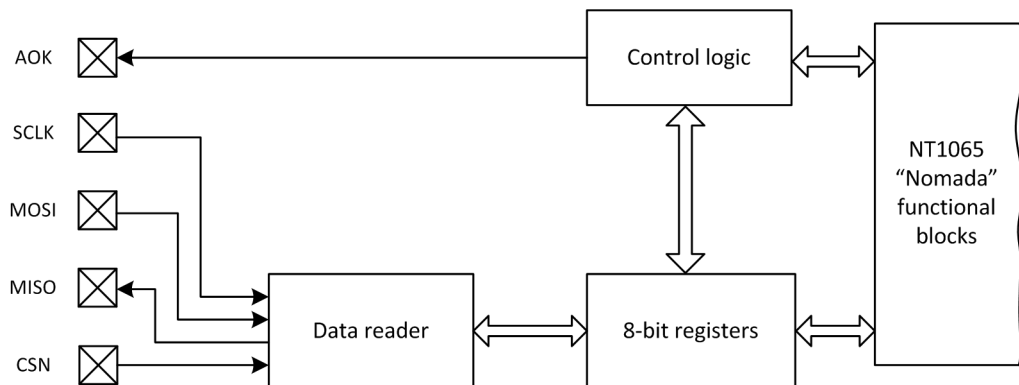 AOK
Control logic
SCLK
NT1065
“Nomada”
functional
blocks
MOSI
MISO
Data reader
8-bit registers
CSN